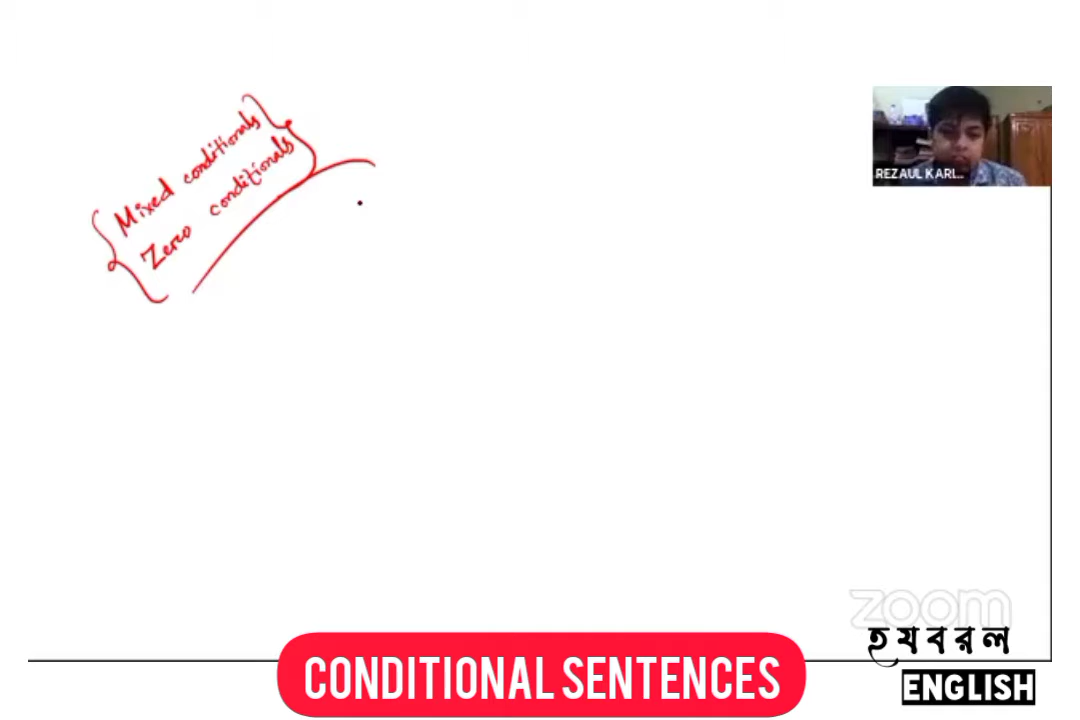 Mixed conditionals
Zero conditionals
REZAUL KARI...
zoom
হযবরল
ENGLISH
CONDITIONAL SENTENCES